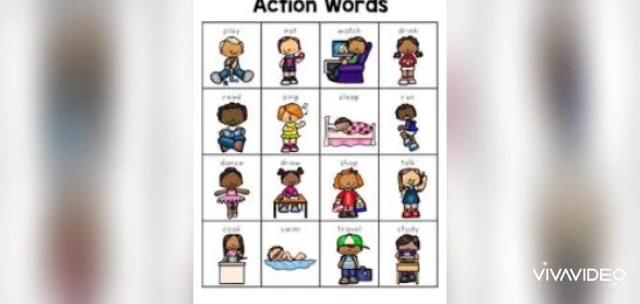 Action Words
play eat watch drink
read sing sleep run
dance draw shop talk
cook swim travel study
VIVAVIDEO